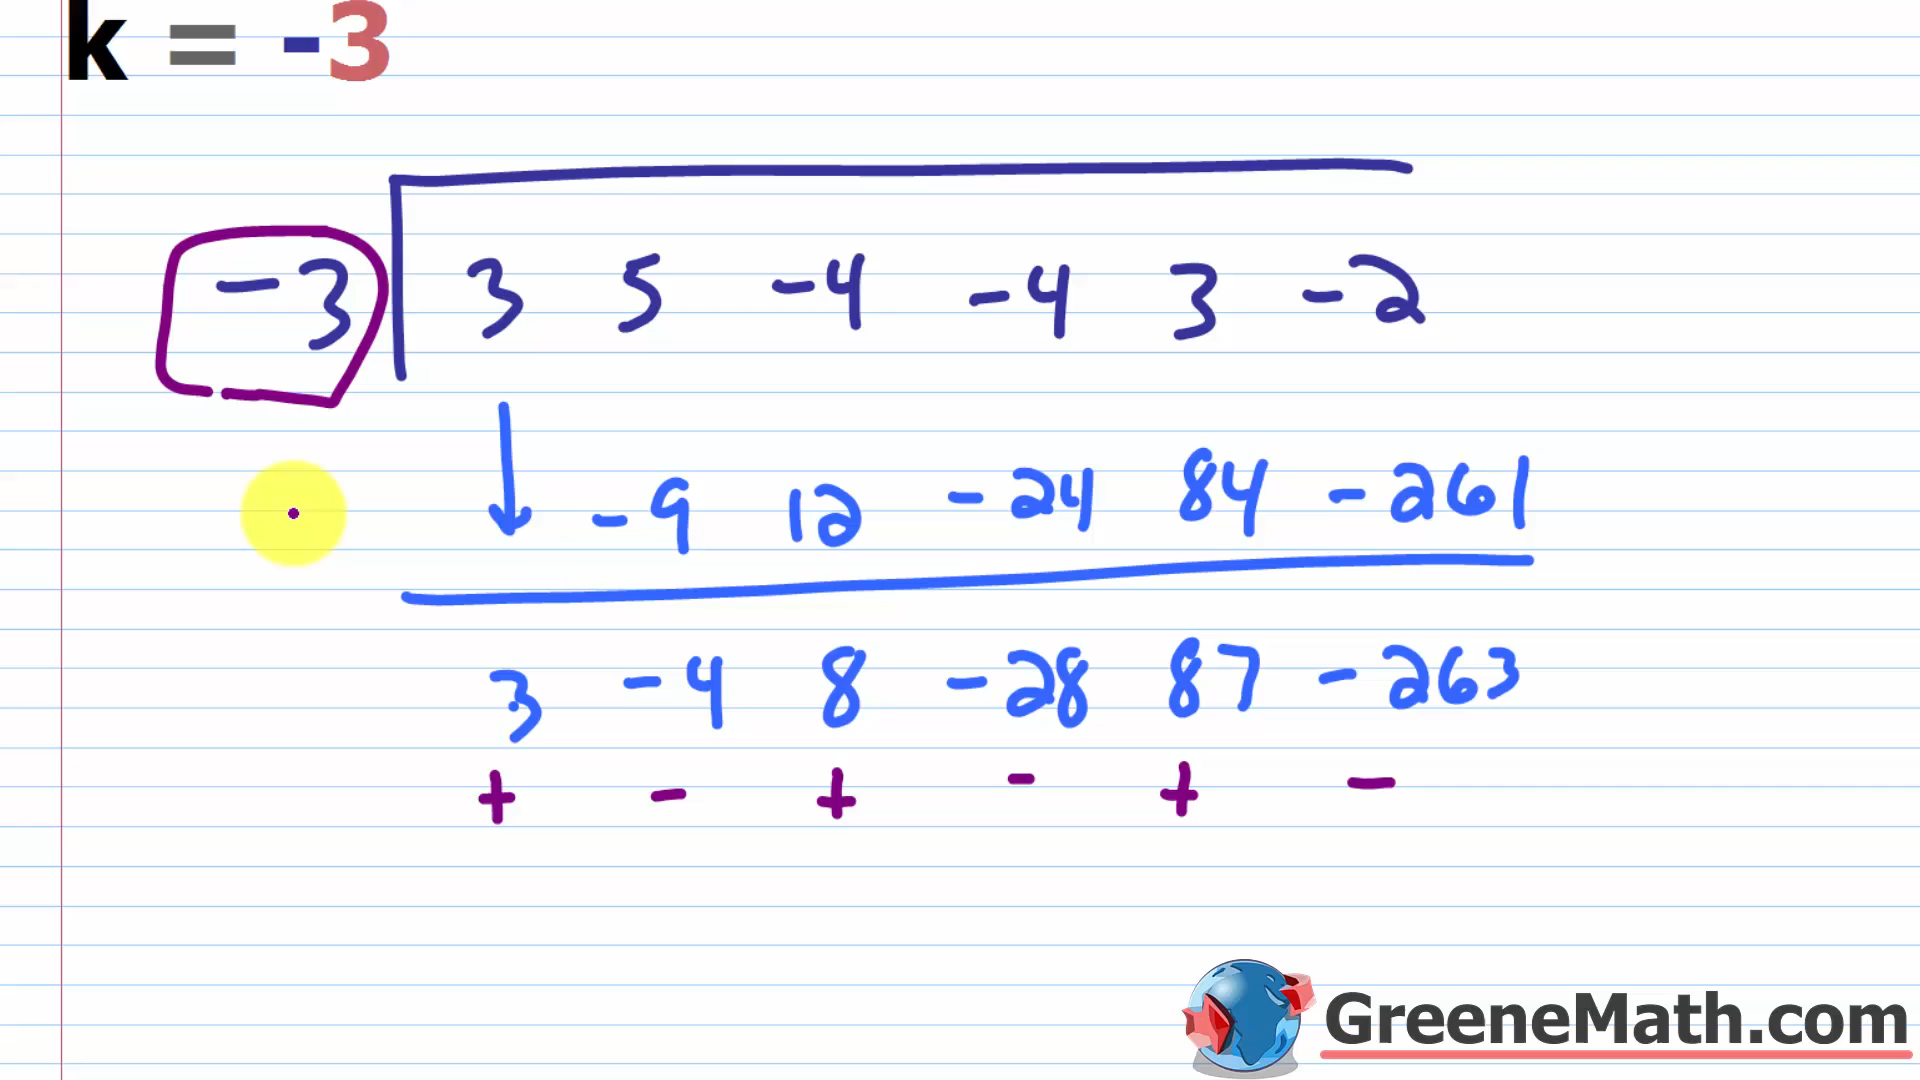 k = -3
-3 3 5 -4 -4 3 -2
-9 12 -24 84 -261
3 -4 8 -28 87 -263
+ - + - + -
GreeneMath.com